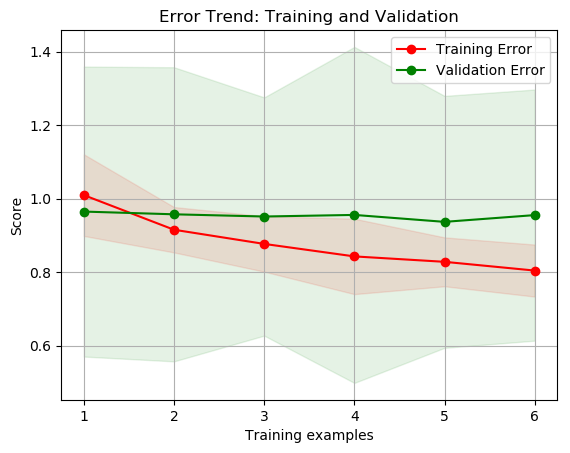 Error Trend: Training and Validation
Training Error
Validation Error
1.4
1.2
1.0
0.8
0.6
Score
1 2 3 4 5 6
Training examples